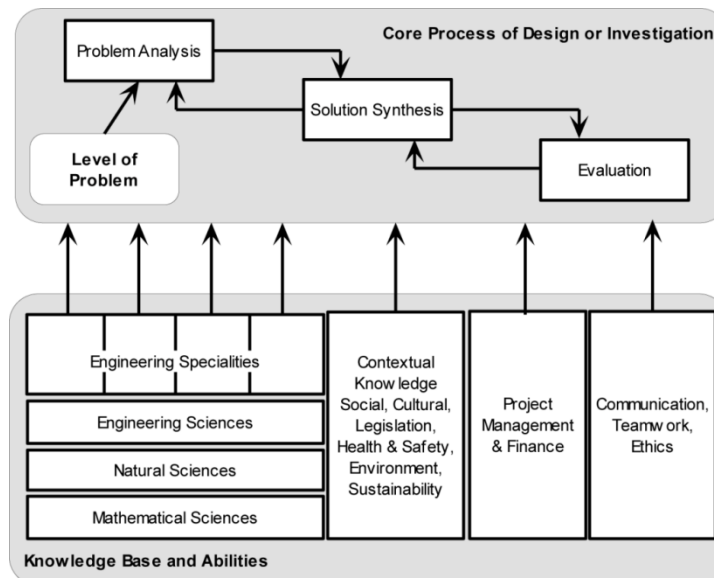 Core Process of Design or Investigation
Problem Analysis
Solution Synthesis
Level of
Problem
Evaluation
Engineering Specialities
Engineering Sciences
Natural Sciences
Mathematical Sciences
Contextual
Knowledge
Social, Cultural,
Legislation,
Health & Safety,
Environment,
Sustainability
Project
Management
& Finance
Communication,
Teamwork,
Ethics
Knowledge Base and Abilities